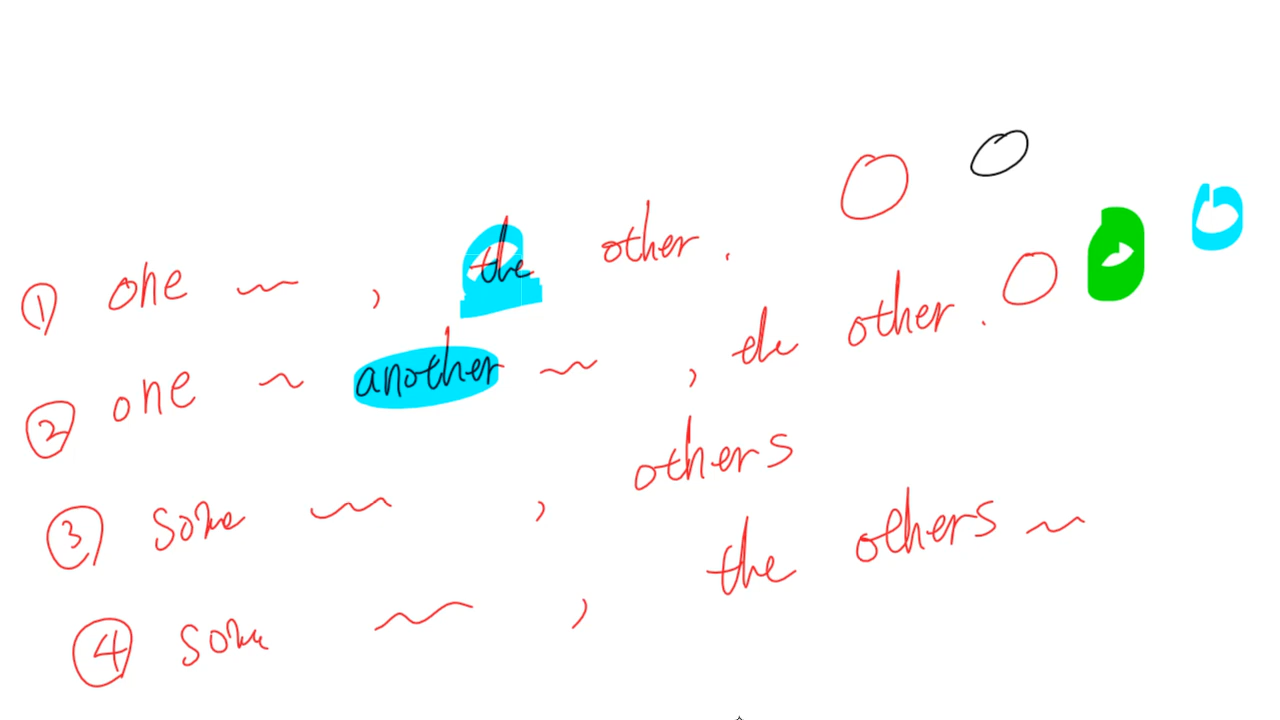 ① one ~ , the other.
② one ~ another ~ , the other.
③ some ~ , others
④ some ~ , the others ~